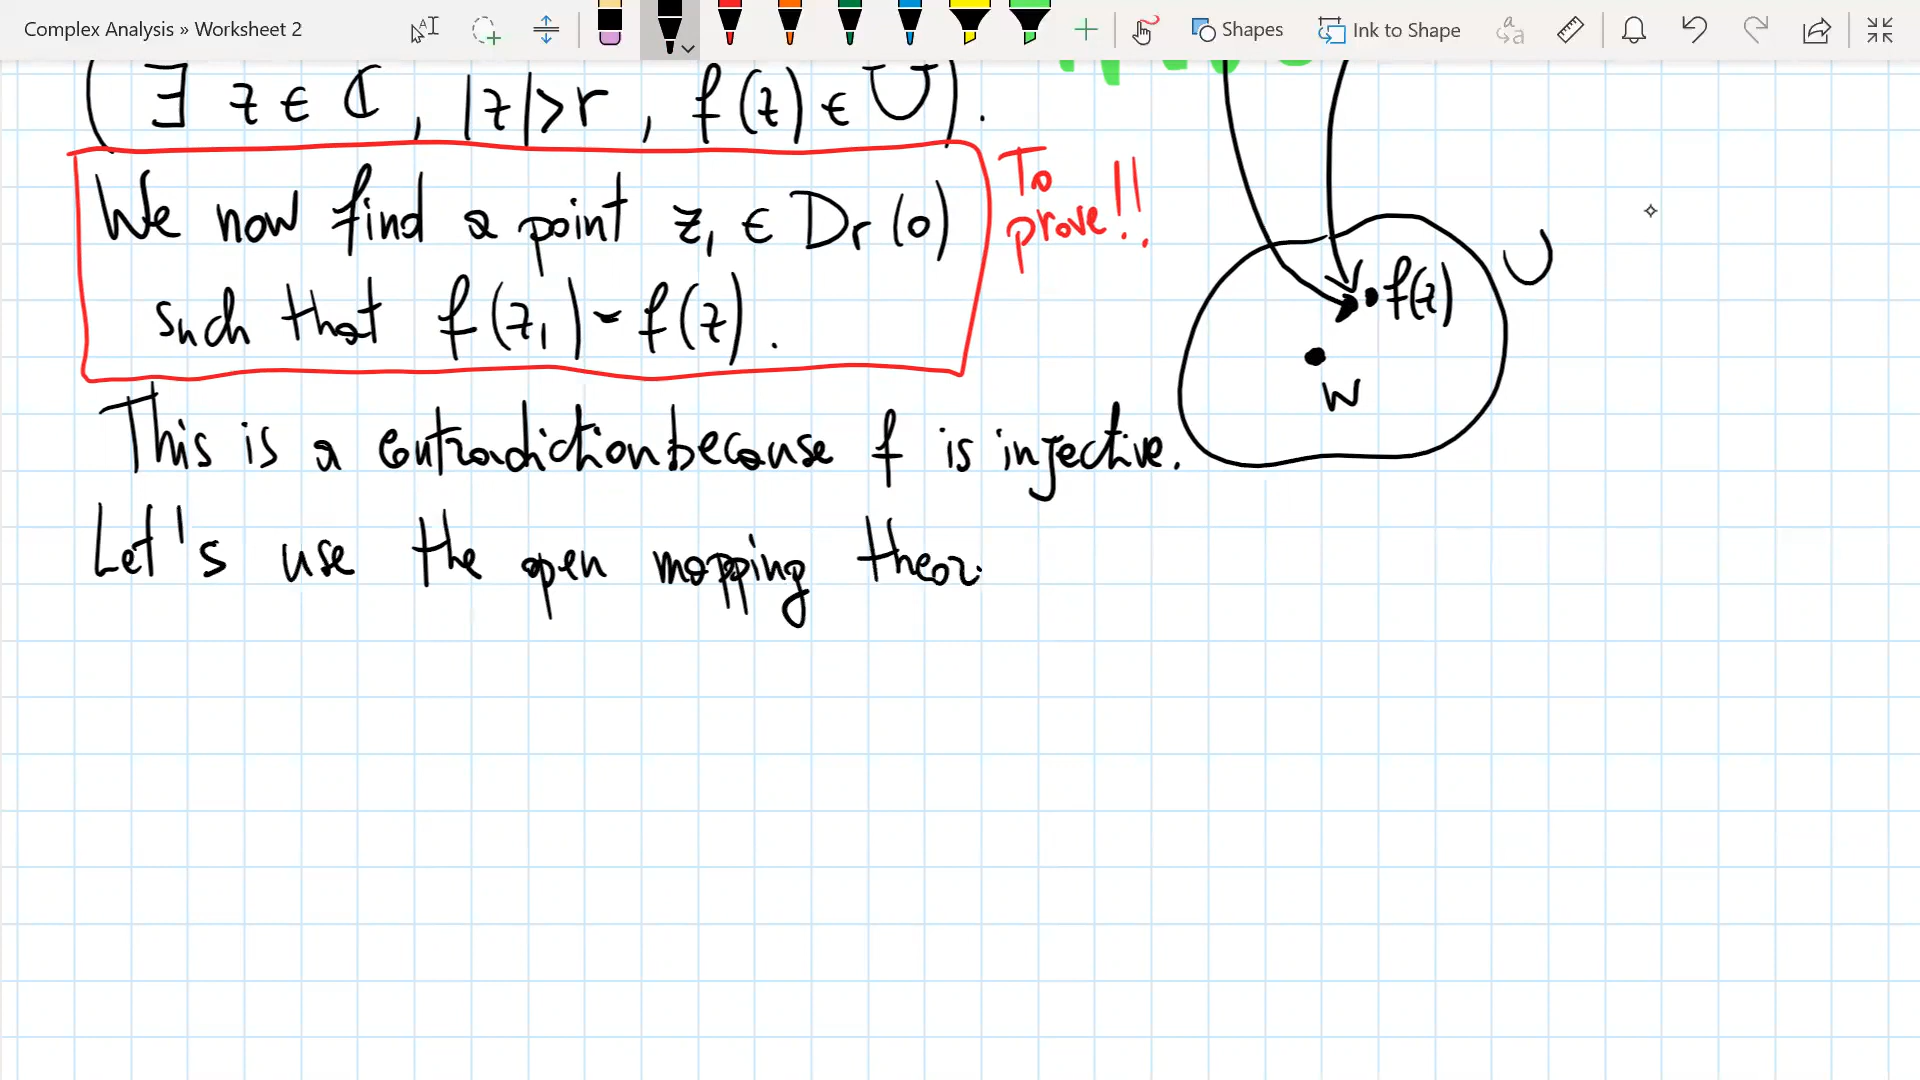 Complex Analysis » Worksheet 2
Shapes
Ink to Shape
(∃ z ∈ ℂ, |z|>r, f(z) ∈ U).
We now find a point z₁ ∈ Dr(0)
such that f(z₁) = f(z).
To
prove!!
f(z)
U
w
This is a contradiction because f is injective.
Let's use the open mapping theor